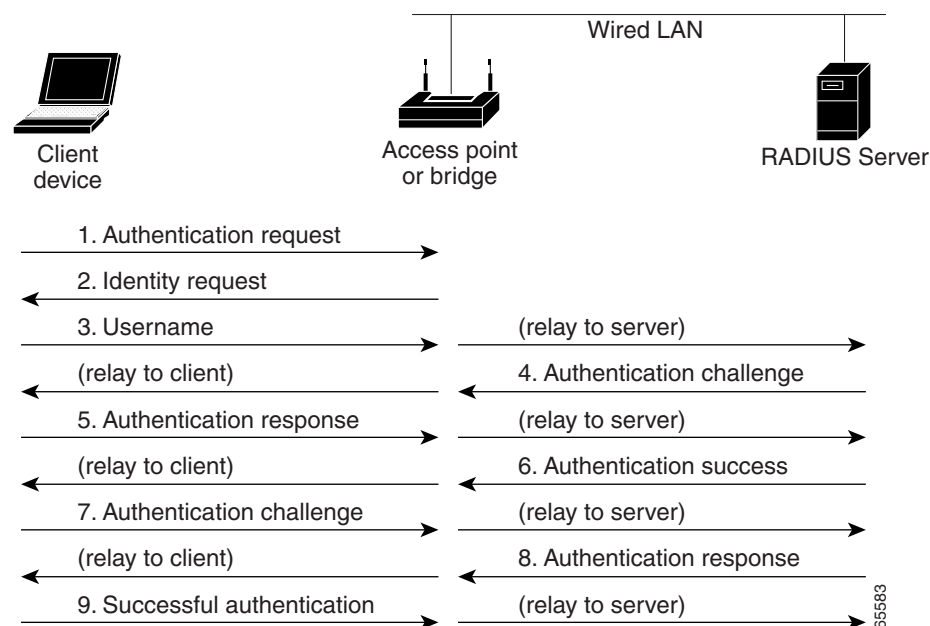 Wired LAN
Client
device
Access point
or bridge
RADIUS Server
1. Authentication request
2. Identity request
3. Username
(relay to server)
(relay to client)
4. Authentication challenge
5. Authentication response
(relay to server)
(relay to client)
6. Authentication success
7. Authentication challenge
(relay to server)
(relay to client)
8. Authentication response
9. Successful authentication
(relay to server)
65583